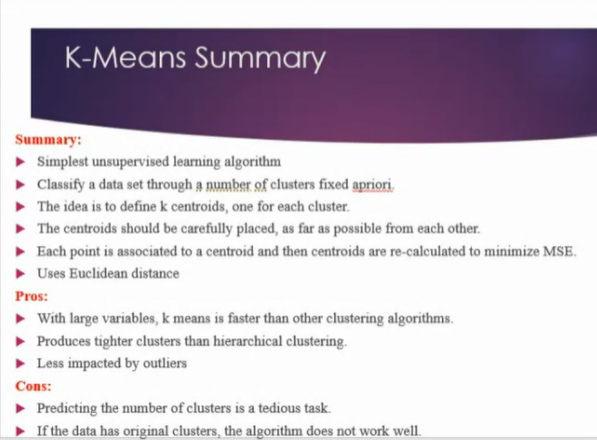 K-Means Summary
Summary:
Simplest unsupervised learning algorithm
Classify a data set through a number of clusters fixed apriori.
The idea is to define k centroids, one for each cluster.
The centroids should be carefully placed, as far as possible from each other.
Each point is associated to a centroid and then centroids are re-calculated to minimize MSE.
Uses Euclidean distance
Pros:
With large variables, k means is faster than other clustering algorithms.
Produces tighter clusters than hierarchical clustering.
Less impacted by outliers
Cons:
Predicting the number of clusters is a tedious task.
If the data has original clusters, the algorithm does not work well.